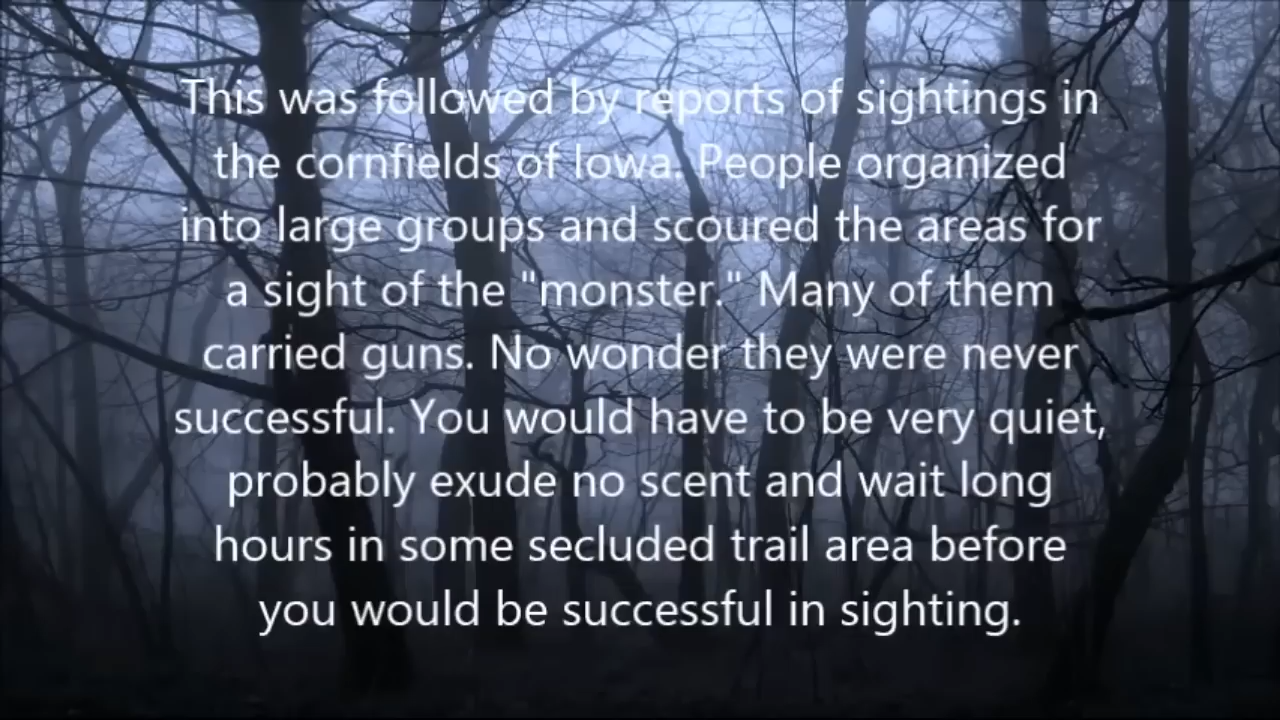 This was followed by reports of sightings in
the cornfields of Iowa. People organized
into large groups and scoured the areas for
a sight of the "monster." Many of them
carried guns. No wonder they were never
successful. You would have to be very quiet,
probably exude no scent and wait long
hours in some secluded trail area before
you would be successful in sighting.